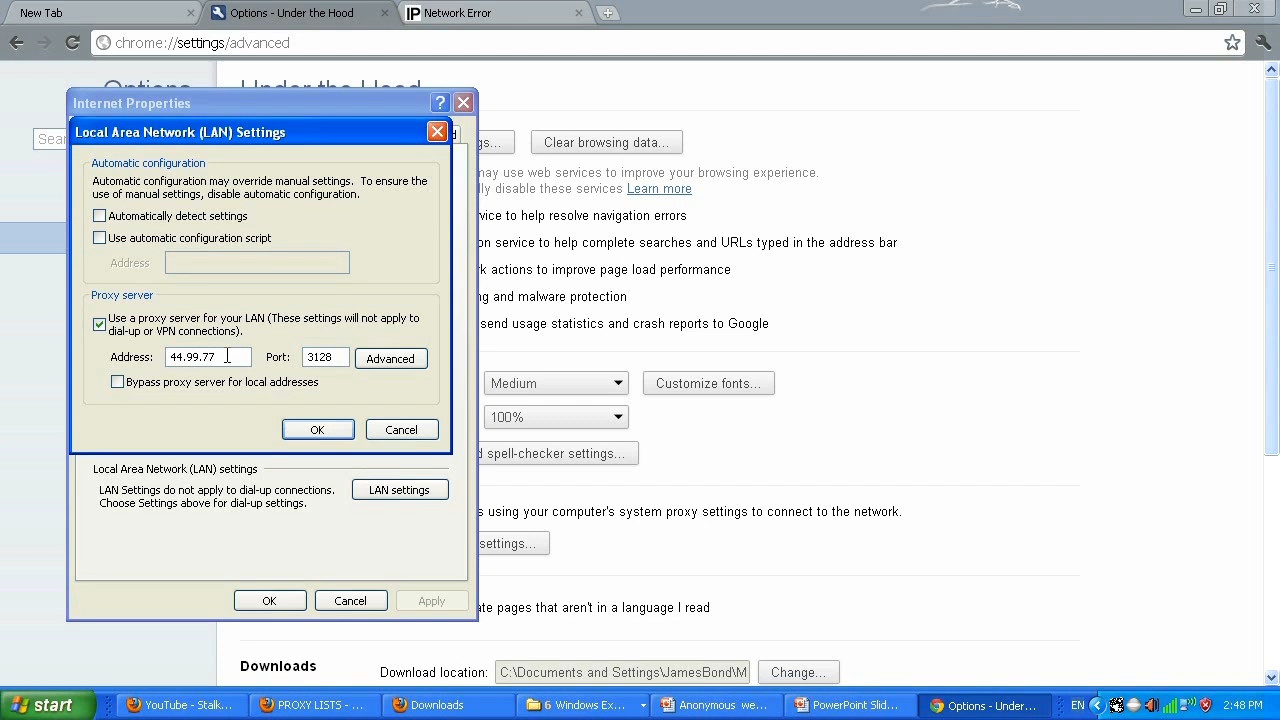 New Tab
Options - Under the Hood
IP Network Error
chrome://settings/advanced
Options
Under the Hood
Sear
Internet Properties
Local Area Network (LAN) Settings
Automatic configuration
Automatic configuration may override manual settings. To ensure the
use of manual settings, disable automatic configuration.
Automatically detect settings
Use automatic configuration script
Address
Proxy server
Use a proxy server for your LAN (These settings will not apply to
dial-up or VPN connections).
Address: 44.99.77 Port: 3128 Advanced
Bypass proxy server for local addresses
OK Cancel
Local Area Network (LAN) settings
LAN Settings do not apply to dial-up connections.
Choose Settings above for dial-up settings.
LAN settings
OK Cancel Apply
gs... Clear browsing data...
may use web services to improve your browsing experience.
lly disable these services Learn more
vice to help resolve navigation errors
on service to help complete searches and URLs typed in the address bar
rk actions to improve page load performance
ng and malware protection
send usage statistics and crash reports to Google
Medium Customize fonts...
100%
d spell-checker settings...
s using your computer's system proxy settings to connect to the network.
settings...
ate pages that aren't in a language I read
Downloads Download location: C:\Documents and Settings\JamesBond\M Change...
start
YouTube - Stalk...
PROXY LISTS - ...
Downloads
6 Windows Ex...
Anonymous we...
PowerPoint Slid...
Options - Under...
EN
2:48 PM